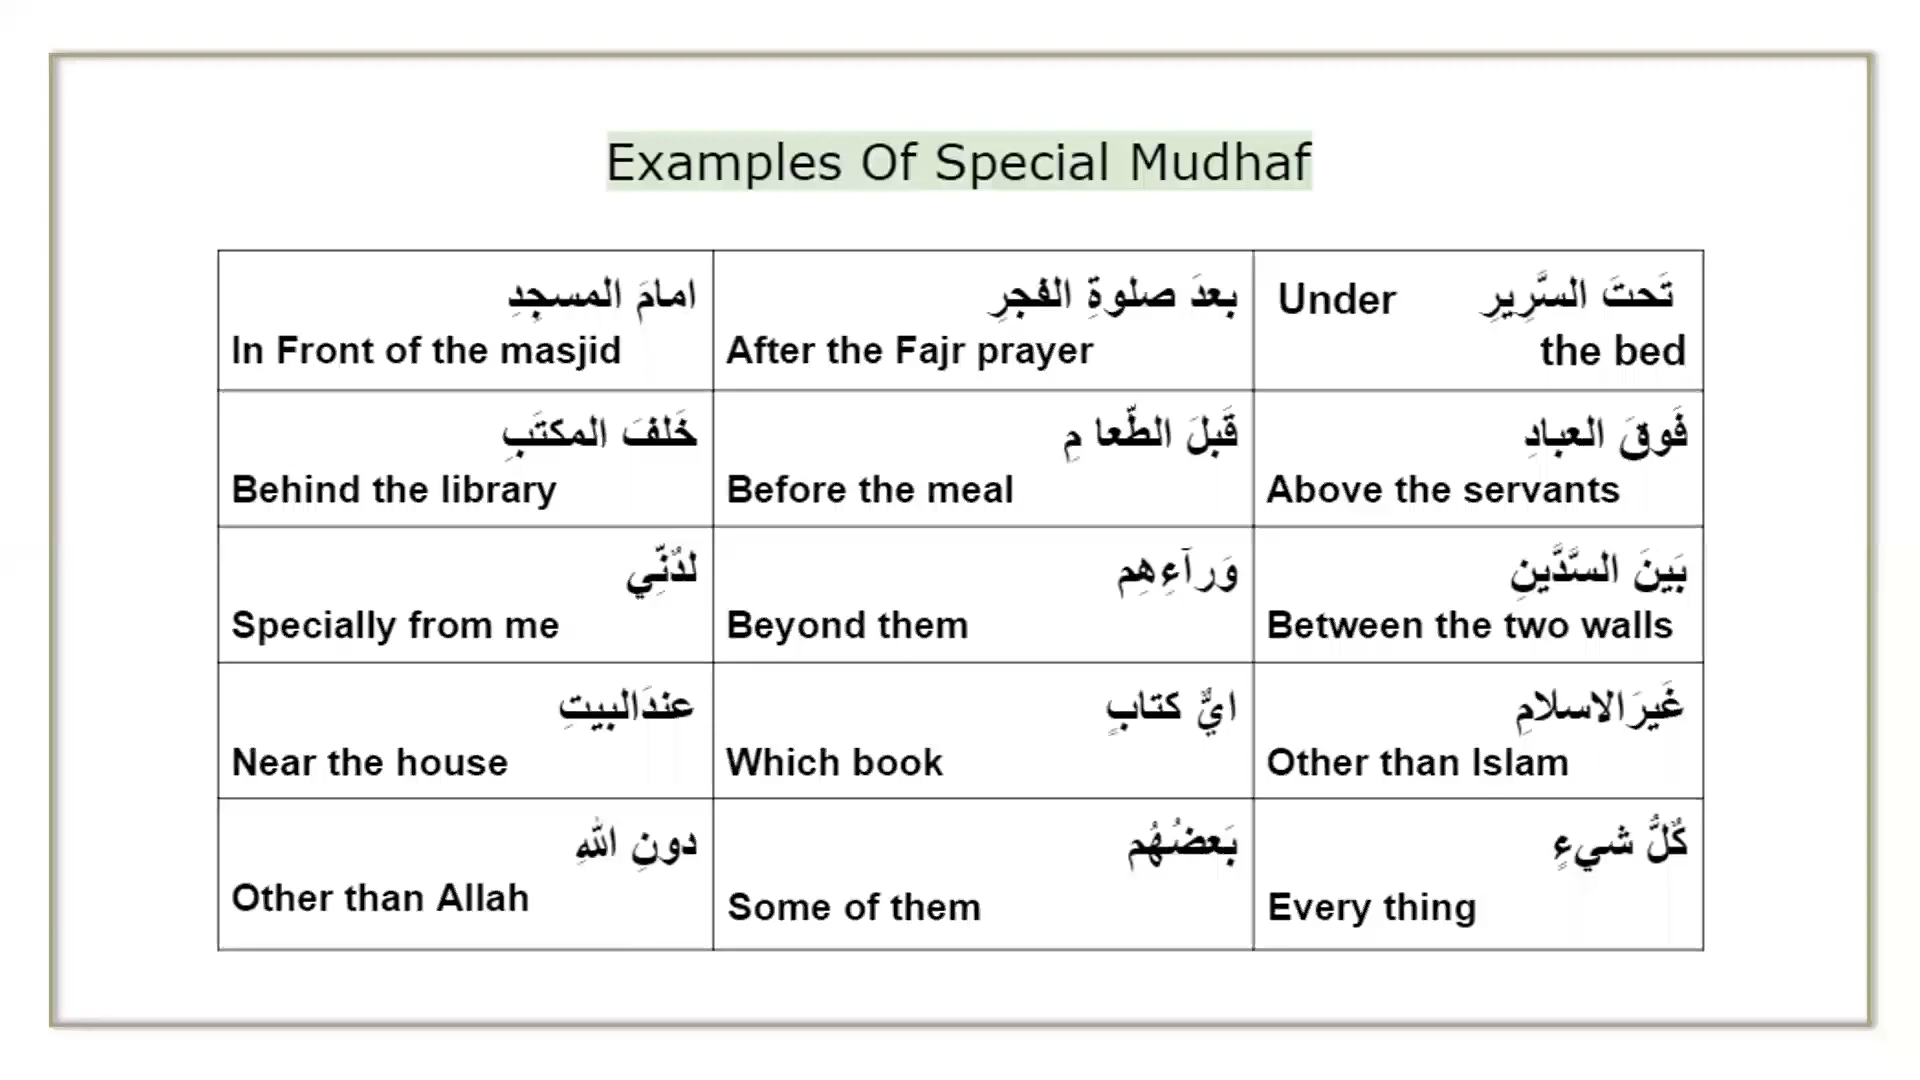 Examples Of Special Mudhaf
امامَ المسجِدِ
In Front of the masjid
بعدَ صلوةِ الفجرِ
After the Fajr prayer
تَحتَ السَّرِيرِ Under
the bed
خَلفَ المكتَبِ
Behind the library
قَبلَ الطّعا مِ
Before the meal
فَوقَ العبادِ
Above the servants
لدُنِّي
Specially from me
وَرآءِهِم
Beyond them
بَينَ السَّدَّينِ
Between the two walls
عندَالبيتِ
Near the house
ايُّ كتابٍ
Which book
غَيرَالاسلامِ
Other than Islam
دونِ اللهِ
Other than Allah
بَعضُهُم
Some of them
كُلُّ شيءٍ
Every thing